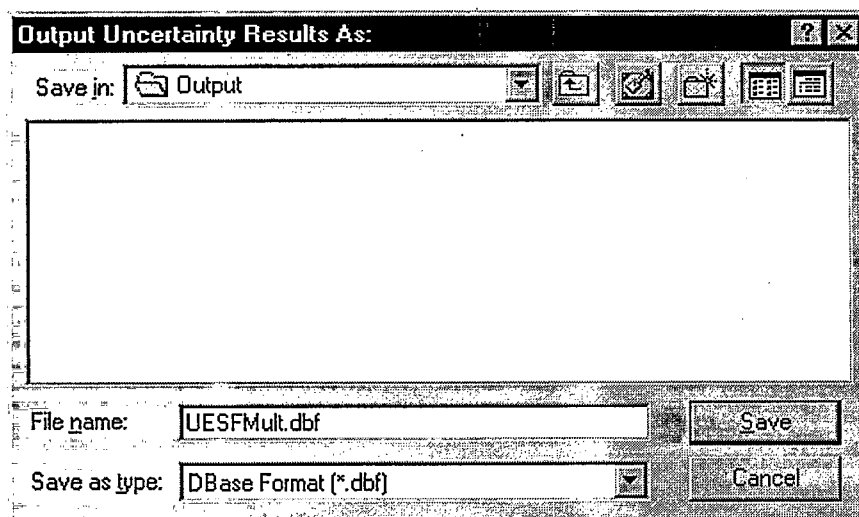 Output Uncertainty Results As:
Save in: Output
File name: UESFMult.dbf Save
Save as type: DBase Format (*.dbf) Cancel